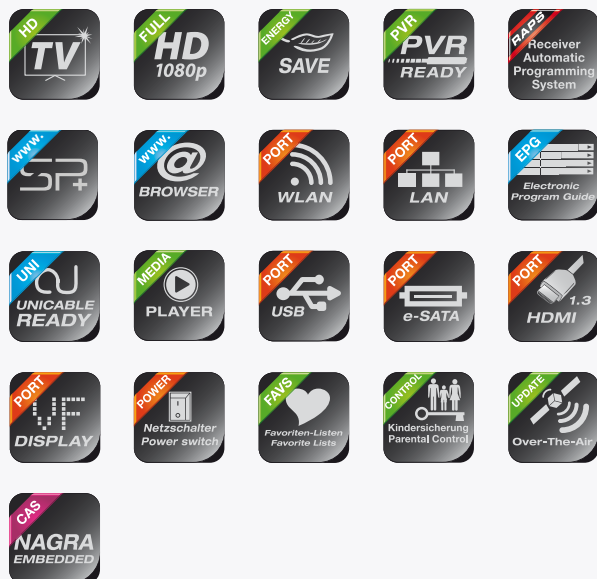 HD
TV
FULL
HD
1080p
ENERGY
SAVE
PVR
PVR
READY
RAPS
Receiver
Automatic
Programming
System
www.
SP+
www.
@
BROWSER
PORT
WLAN
PORT
LAN
EPG
Electronic
Program Guide
UNI
UNICABLE
READY
MEDIA
PLAYER
PORT
USB
PORT
e-SATA
PORT
1.3
HDMI
PORT
VF
DISPLAY
POWER
Netzschalter
Power switch
FAVS
Favoriten-Listen
Favorite Lists
CONTROL
Kindersicherung
Parental Control
UPDATE
Over-The-Air
CAS
NAGRA
EMBEDDED